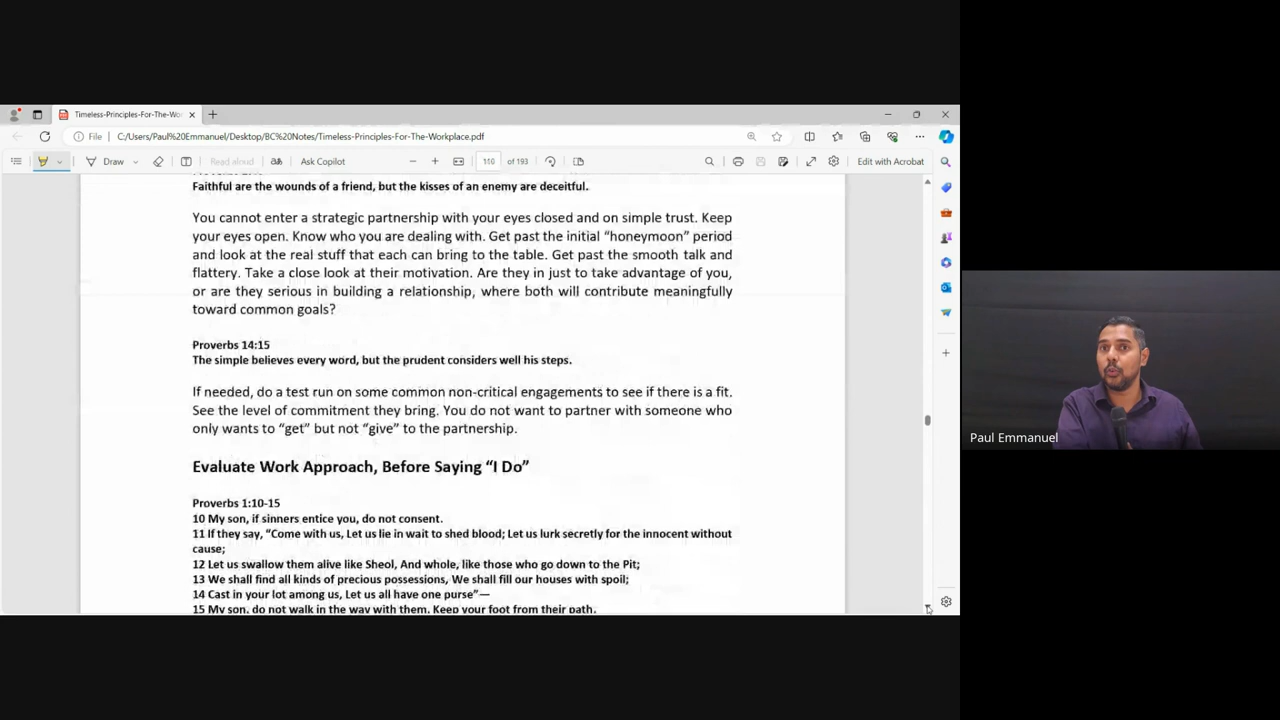 Timeless-Principles-For-The-Wo
File
C:/Users/Paul%20Emmanuel/Desktop/BC%20Notes/Timeless-Principles-For-The-Workplace.pdf
Draw
Read aloud
Ask Copilot
110 of 193
Edit with Acrobat
Faithful are the wounds of a friend, but the kisses of an enemy are deceitful.
You cannot enter a strategic partnership with your eyes closed and on simple trust. Keep
your eyes open. Know who you are dealing with. Get past the initial “honeymoon” period
and look at the real stuff that each can bring to the table. Get past the smooth talk and
flattery. Take a close look at their motivation. Are they in just to take advantage of you,
or are they serious in building a relationship, where both will contribute meaningfully
toward common goals?
Proverbs 14:15
The simple believes every word, but the prudent considers well his steps.
If needed, do a test run on some common non-critical engagements to see if there is a fit.
See the level of commitment they bring. You do not want to partner with someone who
only wants to “get” but not “give” to the partnership.
Evaluate Work Approach, Before Saying “I Do”
Proverbs 1:10-15
10 My son, if sinners entice you, do not consent.
11 If they say, “Come with us, Let us lie in wait to shed blood; Let us lurk secretly for the innocent without
cause;
12 Let us swallow them alive like Sheol, And whole, like those who go down to the Pit;
13 We shall find all kinds of precious possessions, We shall fill our houses with spoil;
14 Cast in your lot among us, Let us all have one purse”—
15 My son, do not walk in the way with them, Keep your foot from their path.
Paul Emmanuel